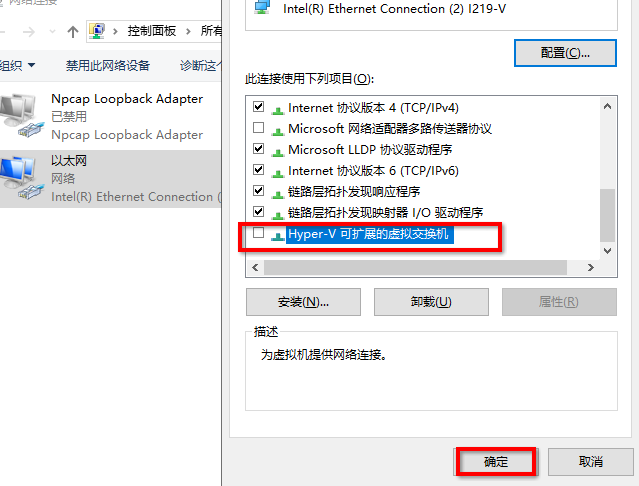 网络连接
控制面板
所有
组织
禁用此网络设备
诊断这个
Npcap Loopback Adapter
已禁用
Npcap Loopback Adapter
以太网
网络
Intel(R) Ethernet Connection (
Intel(R) Ethernet Connection (2) I219-V
配置(C)...
此连接使用下列项目(O):
Internet 协议版本 4 (TCP/IPv4)
Microsoft 网络适配器多路传送器协议
Microsoft LLDP 协议驱动程序
Internet 协议版本 6 (TCP/IPv6)
链路层拓扑发现响应程序
链路层拓扑发现映射器 I/O 驱动程序
Hyper-V 可扩展的虚拟交换机
安装(N)...
卸载(U)
属性(R)
描述
为虚拟机提供网络连接。
确定
取消